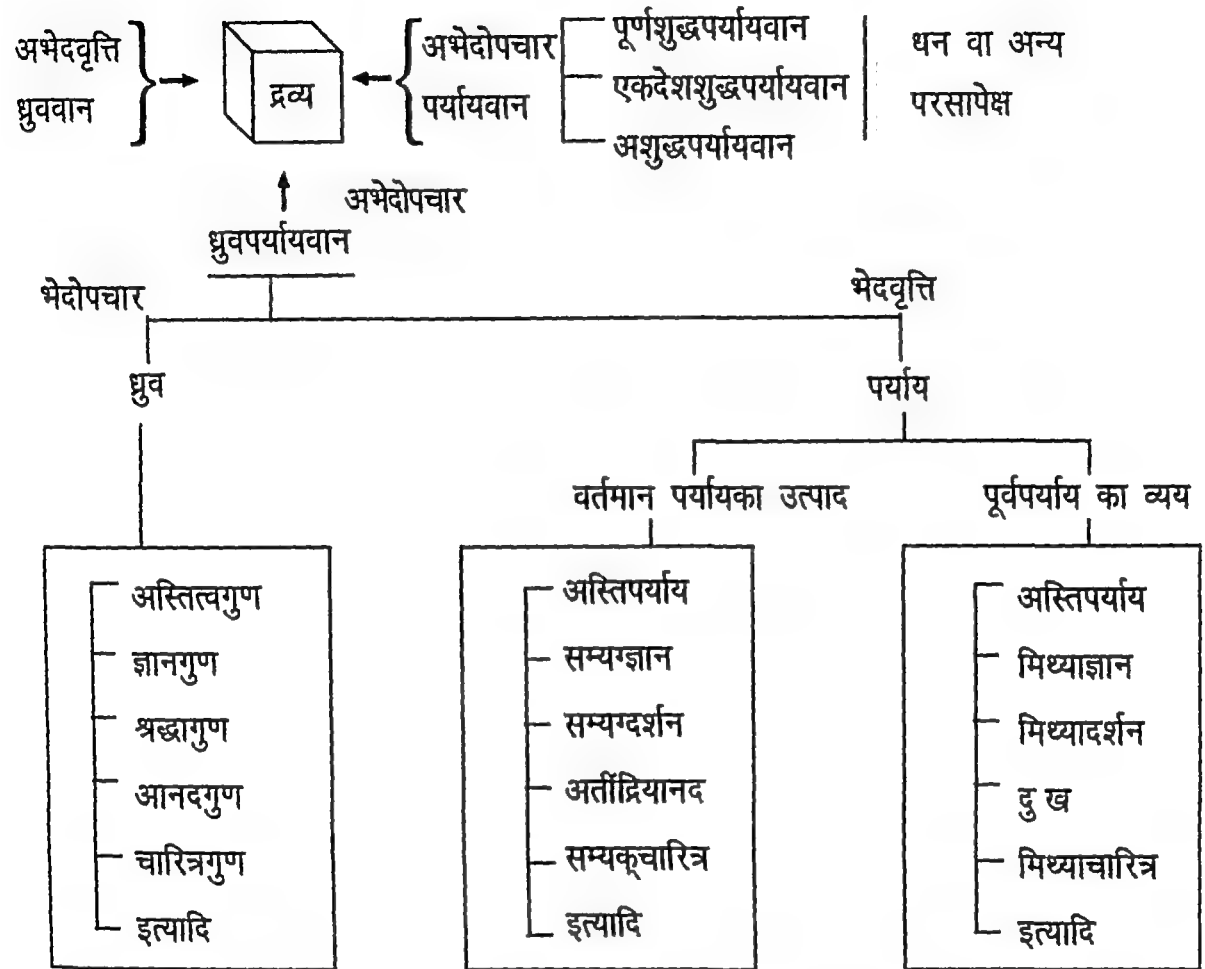 अभेदवृत्ति
ध्रुववान
द्रव्य
अभेदोपचार
पर्यायवान
पूर्णशुद्धपर्यायवान
एकदेशशुद्धपर्यायवान
अशुद्धपर्यायवान
धन वा अन्य
परसापेक्ष
अभेदोपचार
ध्रुवपर्यायवान
भेदोपचार
भेदवृत्ति
ध्रुव
पर्याय
वर्तमान पर्यायका उत्पाद
पूर्वपर्याय का व्यय
अस्तित्वगुण
ज्ञानगुण
श्रद्धागुण
आनदगुण
चारित्रगुण
इत्यादि
अस्तिपर्याय
सम्यग्ज्ञान
सम्यग्दर्शन
अतींद्रियानद
सम्यक्‌चारित्र
इत्यादि
अस्तिपर्याय
मिथ्याज्ञान
मिथ्यादर्शन
दु ख
मिथ्याचारित्र
इत्यादि